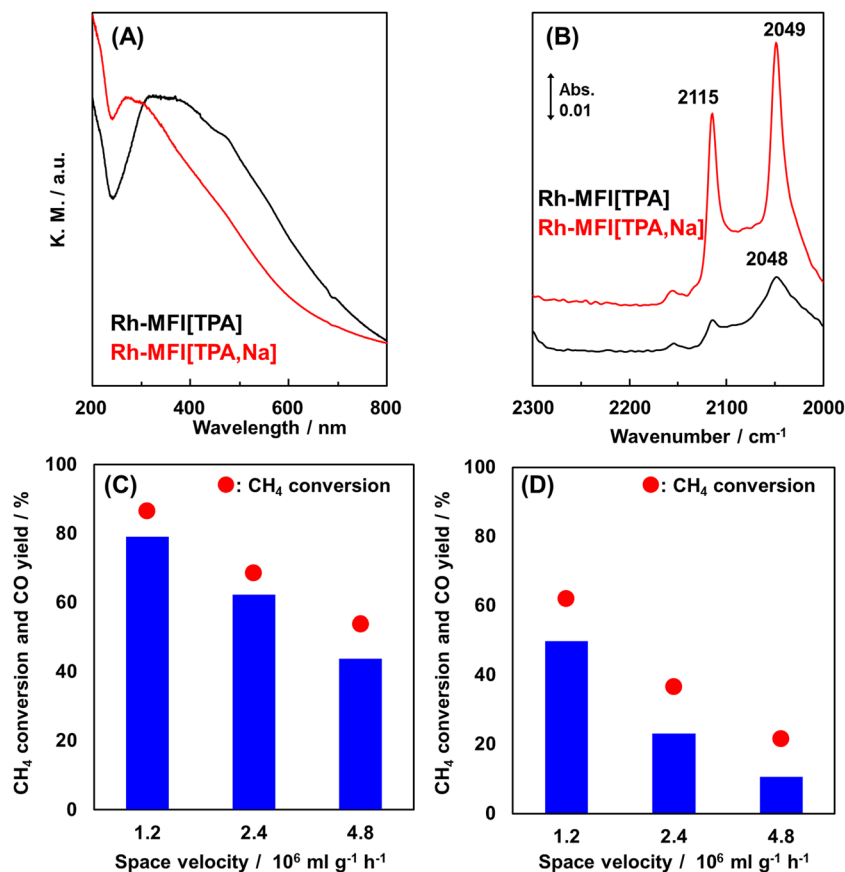 (A)
K. M. / a.u.
Rh-MFI[TPA]
Rh-MFI[TPA,Na]
200 400 600 800
Wavelength / nm
(B)
Abs.
0.01
2115
2049
Rh-MFI[TPA]
Rh-MFI[TPA,Na]
2048
2300 2200 2100 2000
Wavenumber / cm⁻¹
(C)
CH₄ conversion
CH₄ conversion and CO yield / %
100
80
60
40
20
0
1.2 2.4 4.8
Space velocity / 10⁶ ml g⁻¹ h⁻¹
(D)
: CH₄ conversion
CH₄ conversion and CO yield / %
100
80
60
40
20
0
1.2 2.4 4.8
Space velocity / 10⁶ ml g⁻¹ h⁻¹